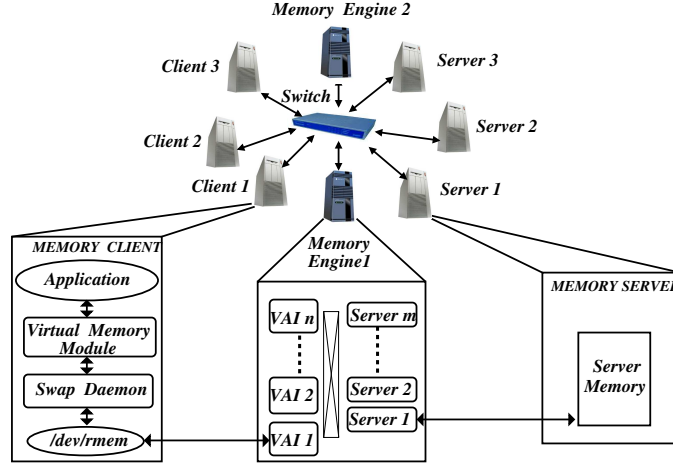 Memory Engine 2
Client 3
Server 3
Switch
Client 2
Server 2
Client 1
Server 1
Memory
Engine1
MEMORY CLIENT
Application
Virtual Memory
Module
Swap Daemon
/dev/rmem
VAI n
VAI 2
VAI 1
Server m
Server 2
Server 1
MEMORY SERVER
Server
Memory